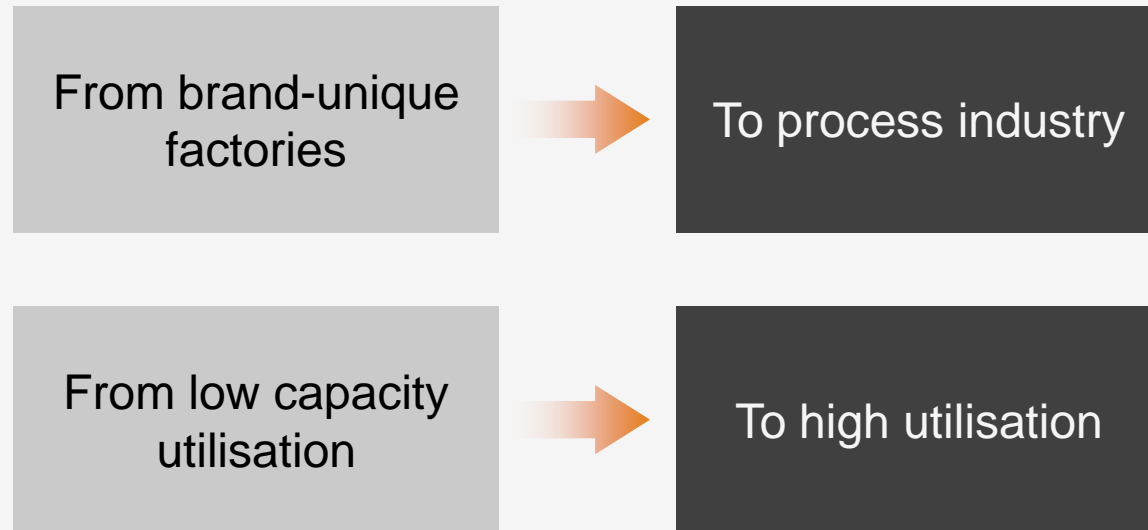 From brand-unique
factories
To process industry
From low capacity
utilisation
To high utilisation